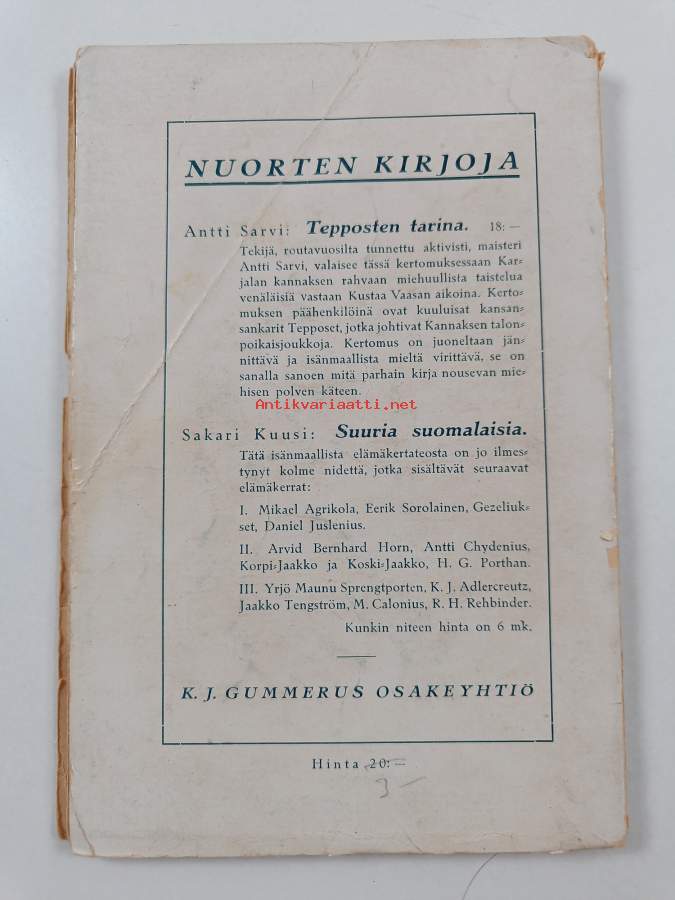 NUORTEN KIRJOJA
Antti Sarvi: Tepposten tarina. 18: —
Tekijä, routavuosilta tunnettu aktivisti, maisteri
Antti Sarvi, valaisee tässä kertomuksessaan Kar-
jalan kannaksen rahvaan miehuullista taistelua
venäläisiä vastaan Kustaa Vaasan aikoina. Kerto-
muksen päähenkilöinä ovat kuuluisat kansan-
sankarit Tepposet, jotka johtivat Kannaksen talon-
poikaisjoukkoja. Kertomus on juoneltaan jän-
nittävä ja isänmaallista mieltä virittävä, se on
sanalla sanoen mitä parhain kirja nousevan mie-
hisen polven käteen.
Antikvariaatti.net
Sakari Kuusi: Suuria suomalaisia.
Tätä isänmaallista elämäkertateosta on jo ilmes-
tynyt kolme nidettä, jotka sisältävät seuraavat
elämäkerrat:
I. Mikael Agrikola, Eerik Sorolainen, Gezeliuk-
set, Daniel Juslenius.
II. Arvid Bernhard Horn, Antti Chydenius,
Korpi-Jaakko ja Koski-Jaakko, H. G. Porthan.
III. Yrjö Maunu Sprengtporten, K. J. Adlercreutz,
Jaakko Tengström, M. Calonius, R. H. Rehbinder.
Kunkin niteen hinta on 6 mk.
K. J. GUMMERUS OSAKEYHTIÖ
Hinta 20: —
3 —